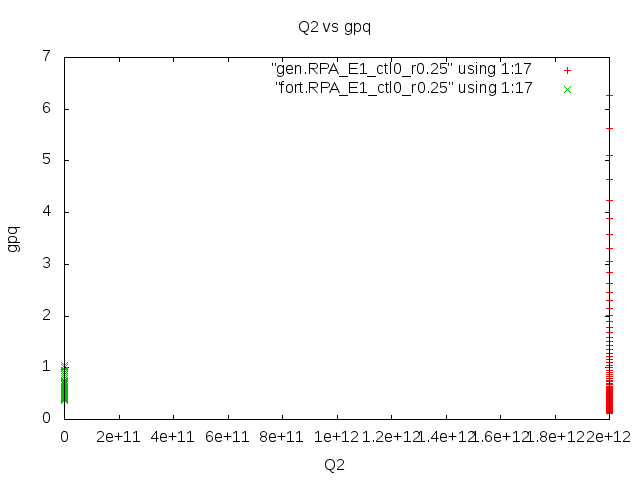 Q2 vs gpq
"gen.RPA_E1_ctl0_r0.25" using 1:17
"fort.RPA_E1_ctl0_r0.25" using 1:17
7
6
5
4
3
2
1
0
gpq
0 2e+11 4e+11 6e+11 8e+11 1e+12 1.2e+12 1.4e+12 1.6e+12 1.8e+12 2e+12
Q2